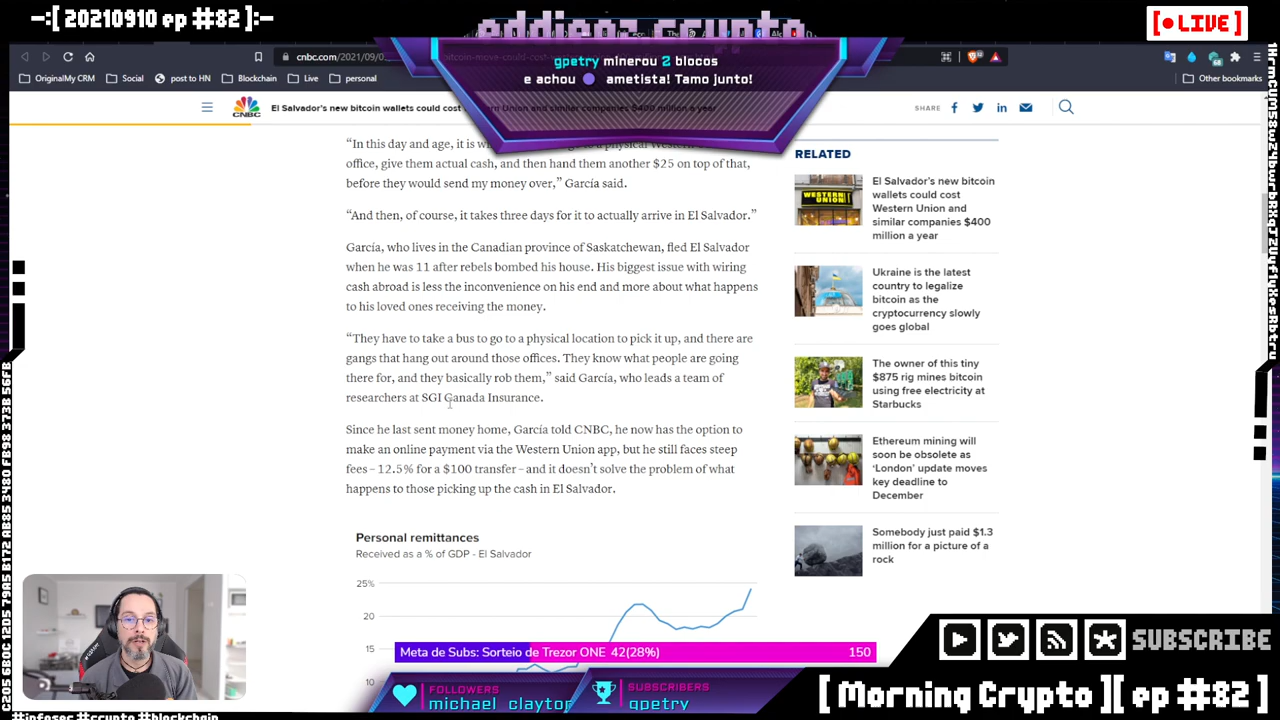 -:[ 20210910 ep #82 ]:-
eddieoz crypto
[ LIVE ]
gpetry minerou 2 blocos
e achou ametista! Tamo junto!
cnbc.com/2021/09/0
OriginalMy CRM
Social
post to HN
Blockchain
Live
personal
Other bookmarks
CNBC
El Salvador's new bitcoin wallets could cost Western Union and similar companies $400 million a year
SHARE
office, give them actual cash, and then hand them another $25 on top of that,
before they would send my money over,” García said.
“And then, of course, it takes three days for it to actually arrive in El Salvador.”
García, who lives in the Canadian province of Saskatchewan, fled El Salvador
when he was 11 after rebels bombed his house. His biggest issue with wiring
cash abroad is less the inconvenience on his end and more about what happens
to his loved ones receiving the money.
“They have to take a bus to go to a physical location to pick it up, and there are
gangs that hang out around those offices. They know what people are going
there for, and they basically rob them,” said García, who leads a team of
researchers at SGI Canada Insurance.
Since he last sent money home, García told CNBC, he now has the option to
make an online payment via the Western Union app, but he still faces steep
fees – 12.5% for a $100 transfer – and it doesn’t solve the problem of what
happens to those picking up the cash in El Salvador.
Personal remittances
Received as a % of GDP - El Salvador
25%
20
15
10
RELATED
WESTERN UNION
El Salvador’s new bitcoin
wallets could cost
Western Union and
similar companies $400
million a year
Ukraine is the latest
country to legalize
bitcoin as the
cryptocurrency slowly
goes global
The owner of this tiny
$875 rig mines bitcoin
using free electricity at
Starbucks
Ethereum mining will
soon be obsolete as
‘London’ update moves
key deadline to
December
Somebody just paid $1.3
million for a picture of a
rock
Meta de Subs: Sorteio de Trezor ONE 42(28%)
150
FOLLOWERS
michael_clayton
SUBSCRIBERS
gpetry
SUBSCRIBE
[ Morning Crypto ][ ep #82 ]
#infosec #crypto #blockchain